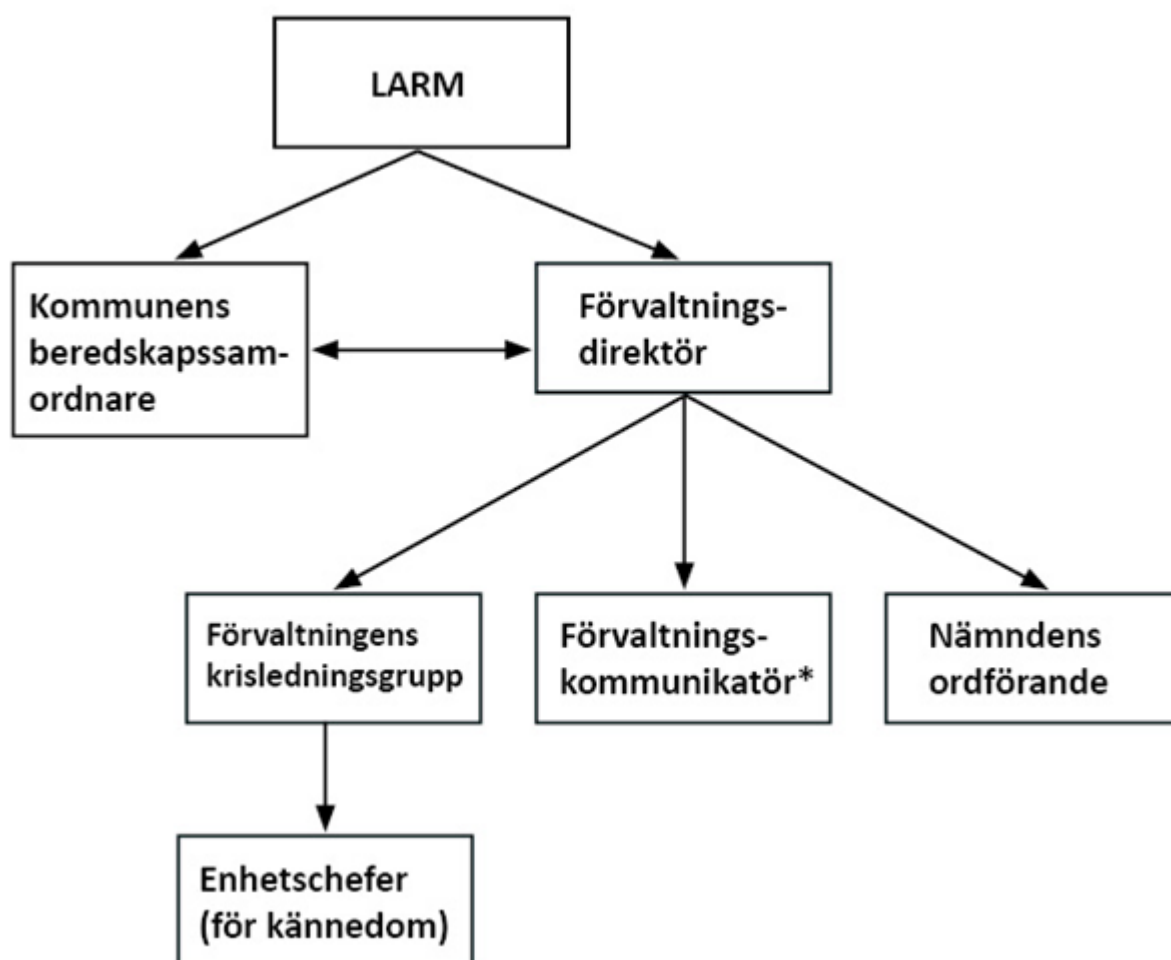 LARM
Kommunens
beredskapssam-
ordnare
Förvaltnings-
direktör
Förvaltningens
krisledningsgrupp
Förvaltnings-
kommunikatör*
Nämndens
ordförande
Enhetschefer
(för kännedom)